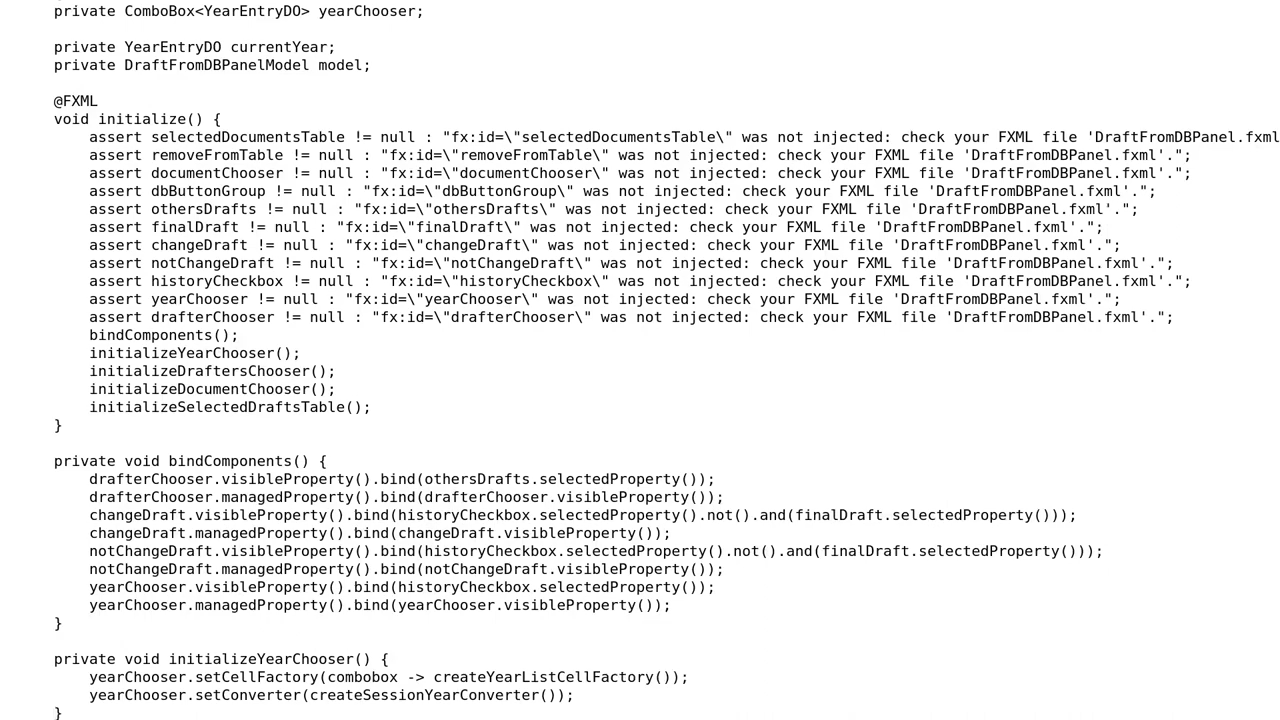 private ComboBox<YearEntryDO> yearChooser;
private YearEntryDO currentYear;
private DraftFromDBPanelModel model;
@FXML
void initialize() {
assert selectedDocumentsTable != null : "fx:id=\"selectedDocumentsTable\" was not injected: check your FXML file 'DraftFromDBPanel.fxml
assert removeFromTable != null : "fx:id=\"removeFromTable\" was not injected: check your FXML file 'DraftFromDBPanel.fxml'.";
assert documentChooser != null : "fx:id=\"documentChooser\" was not injected: check your FXML file 'DraftFromDBPanel.fxml'.";
assert dbButtonGroup != null : "fx:id=\"dbButtonGroup\" was not injected: check your FXML file 'DraftFromDBPanel.fxml'.";
assert othersDrafts != null : "fx:id=\"othersDrafts\" was not injected: check your FXML file 'DraftFromDBPanel.fxml'.";
assert finalDraft != null : "fx:id=\"finalDraft\" was not injected: check your FXML file 'DraftFromDBPanel.fxml'.";
assert changeDraft != null : "fx:id=\"changeDraft\" was not injected: check your FXML file 'DraftFromDBPanel.fxml'.";
assert notChangeDraft != null : "fx:id=\"notChangeDraft\" was not injected: check your FXML file 'DraftFromDBPanel.fxml'.";
assert historyCheckbox != null : "fx:id=\"historyCheckbox\" was not injected: check your FXML file 'DraftFromDBPanel.fxml'.";
assert yearChooser != null : "fx:id=\"yearChooser\" was not injected: check your FXML file 'DraftFromDBPanel.fxml'.";
assert drafterChooser != null : "fx:id=\"drafterChooser\" was not injected: check your FXML file 'DraftFromDBPanel.fxml'.";
bindComponents();
initializeYearChooser();
initializeDraftersChooser();
initializeDocumentChooser();
initializeSelectedDraftsTable();
}
private void bindComponents() {
drafterChooser.visibleProperty().bind(othersDrafts.selectedProperty());
drafterChooser.managedProperty().bind(drafterChooser.visibleProperty());
changeDraft.visibleProperty().bind(historyCheckbox.selectedProperty().not().and(finalDraft.selectedProperty()));
changeDraft.managedProperty().bind(changeDraft.visibleProperty());
notChangeDraft.visibleProperty().bind(historyCheckbox.selectedProperty().not().and(finalDraft.selectedProperty()));
notChangeDraft.managedProperty().bind(notChangeDraft.visibleProperty());
yearChooser.visibleProperty().bind(historyCheckbox.selectedProperty());
yearChooser.managedProperty().bind(yearChooser.visibleProperty());
}
private void initializeYearChooser() {
yearChooser.setCellFactory(combobox -> createYearListCellFactory());
yearChooser.setConverter(createSessionYearConverter());
}